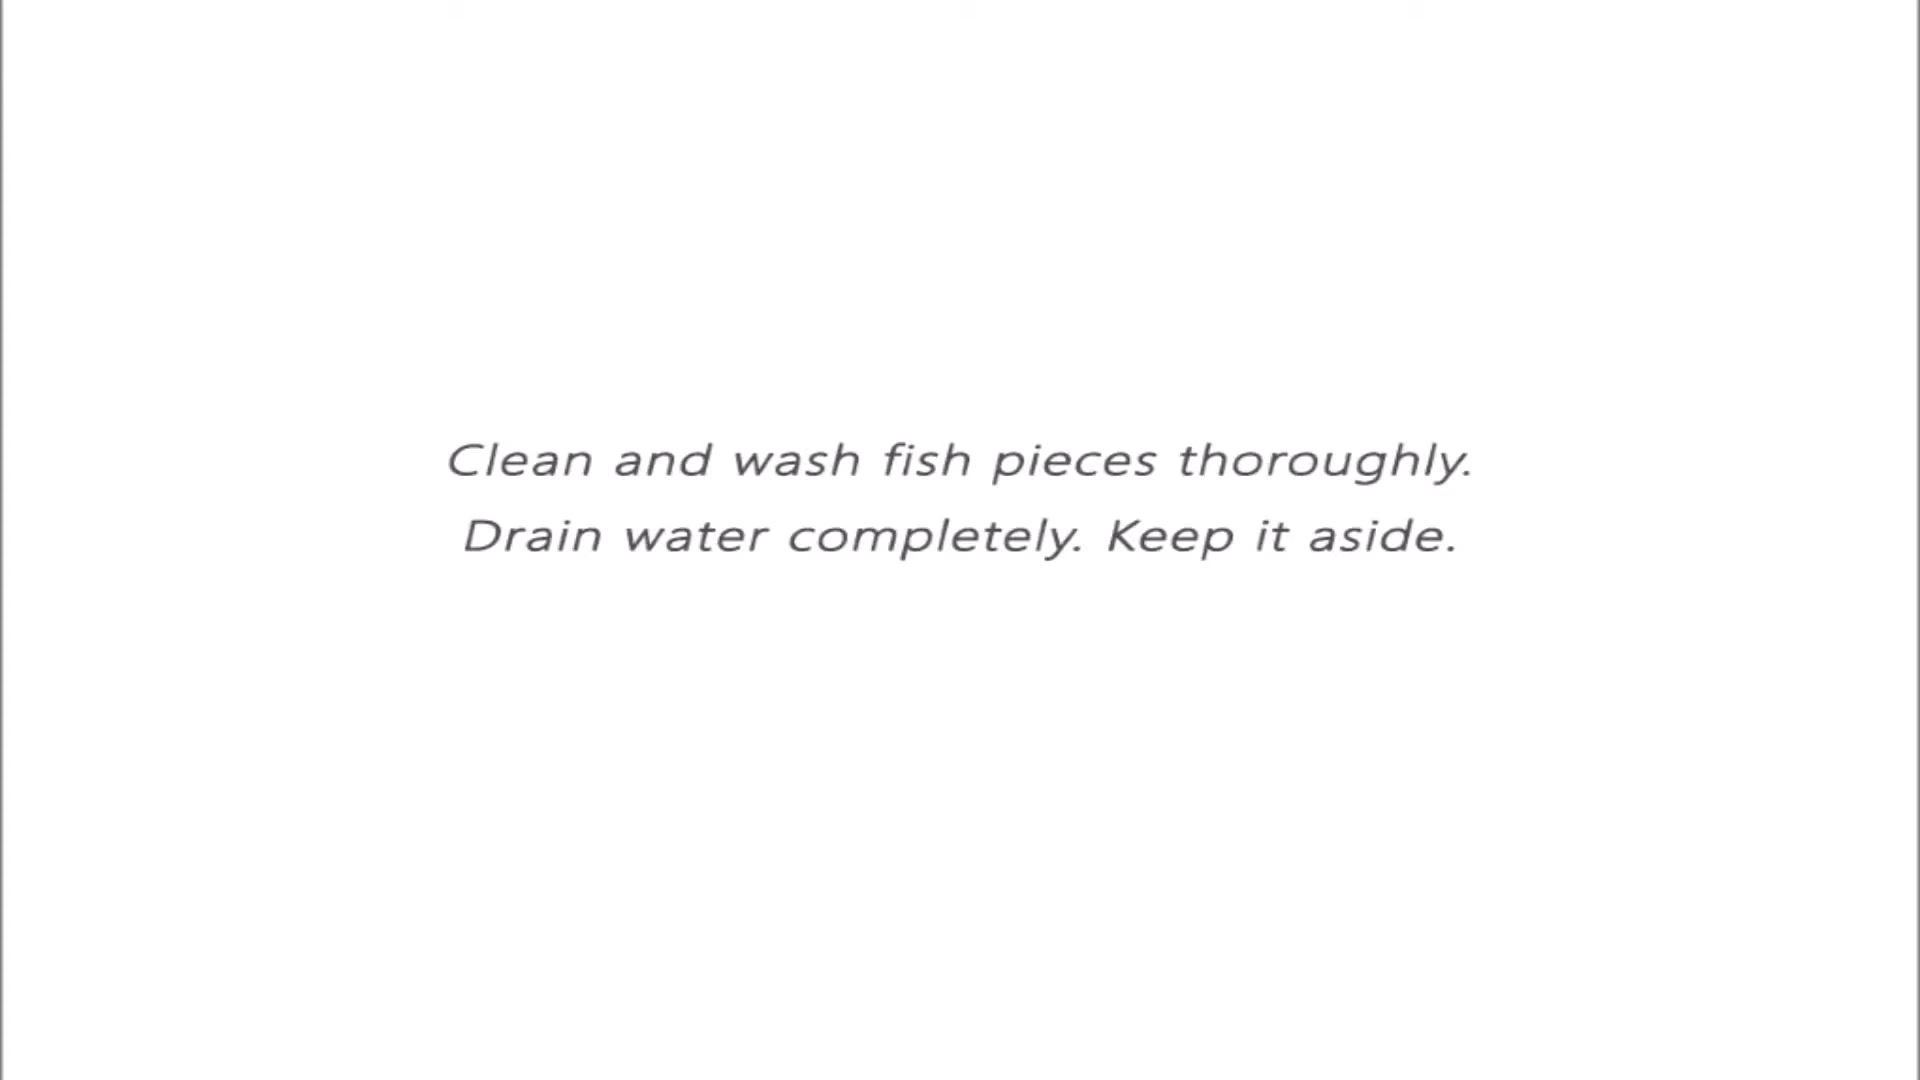 Clean and wash fish pieces thoroughly.
Drain water completely. Keep it aside.